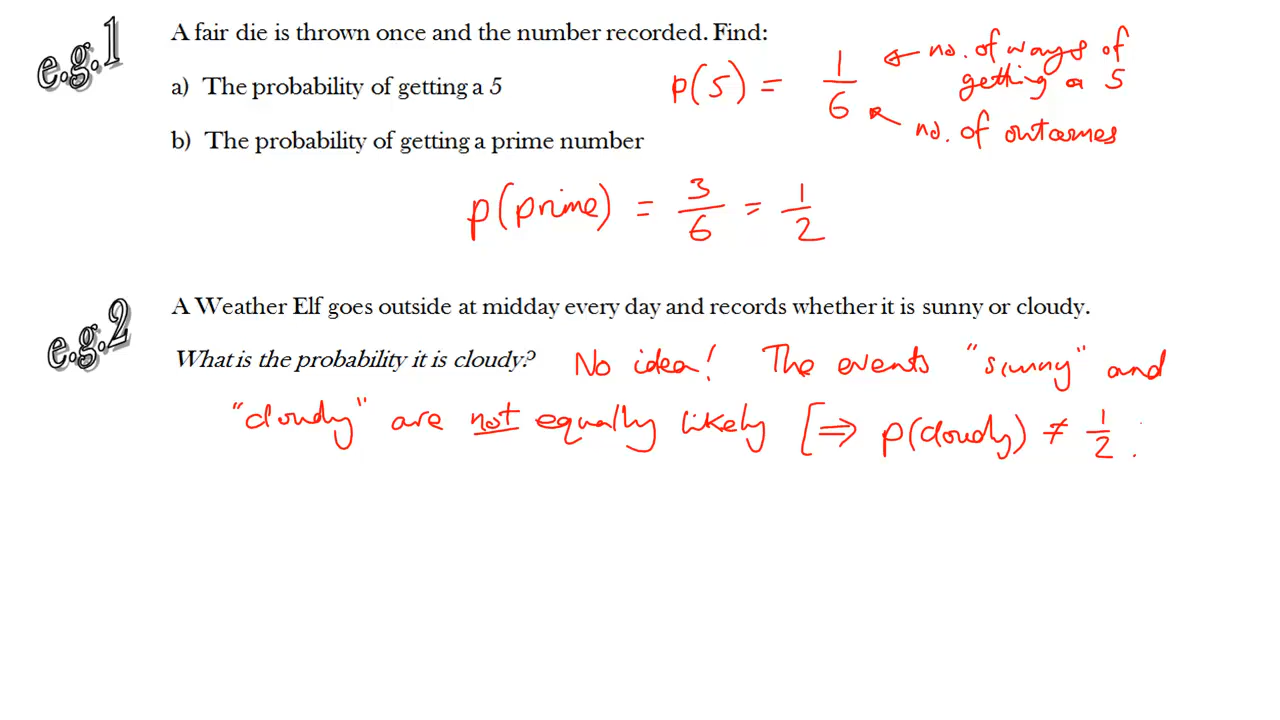 e.g.1
A fair die is thrown once and the number recorded. Find:
a) The probability of getting a 5
p(5) = 1/6
← no. of ways of
getting a 5
no. of outcomes
b) The probability of getting a prime number
p(prime) = 3/6 = 1/2
e.g.2
A Weather Elf goes outside at midday every day and records whether it is sunny or cloudy.
What is the probability it is cloudy? No idea! The events "sunny" and
"cloudy" are not equally likely [⇒ p(cloudy) ≠ 1/2 .